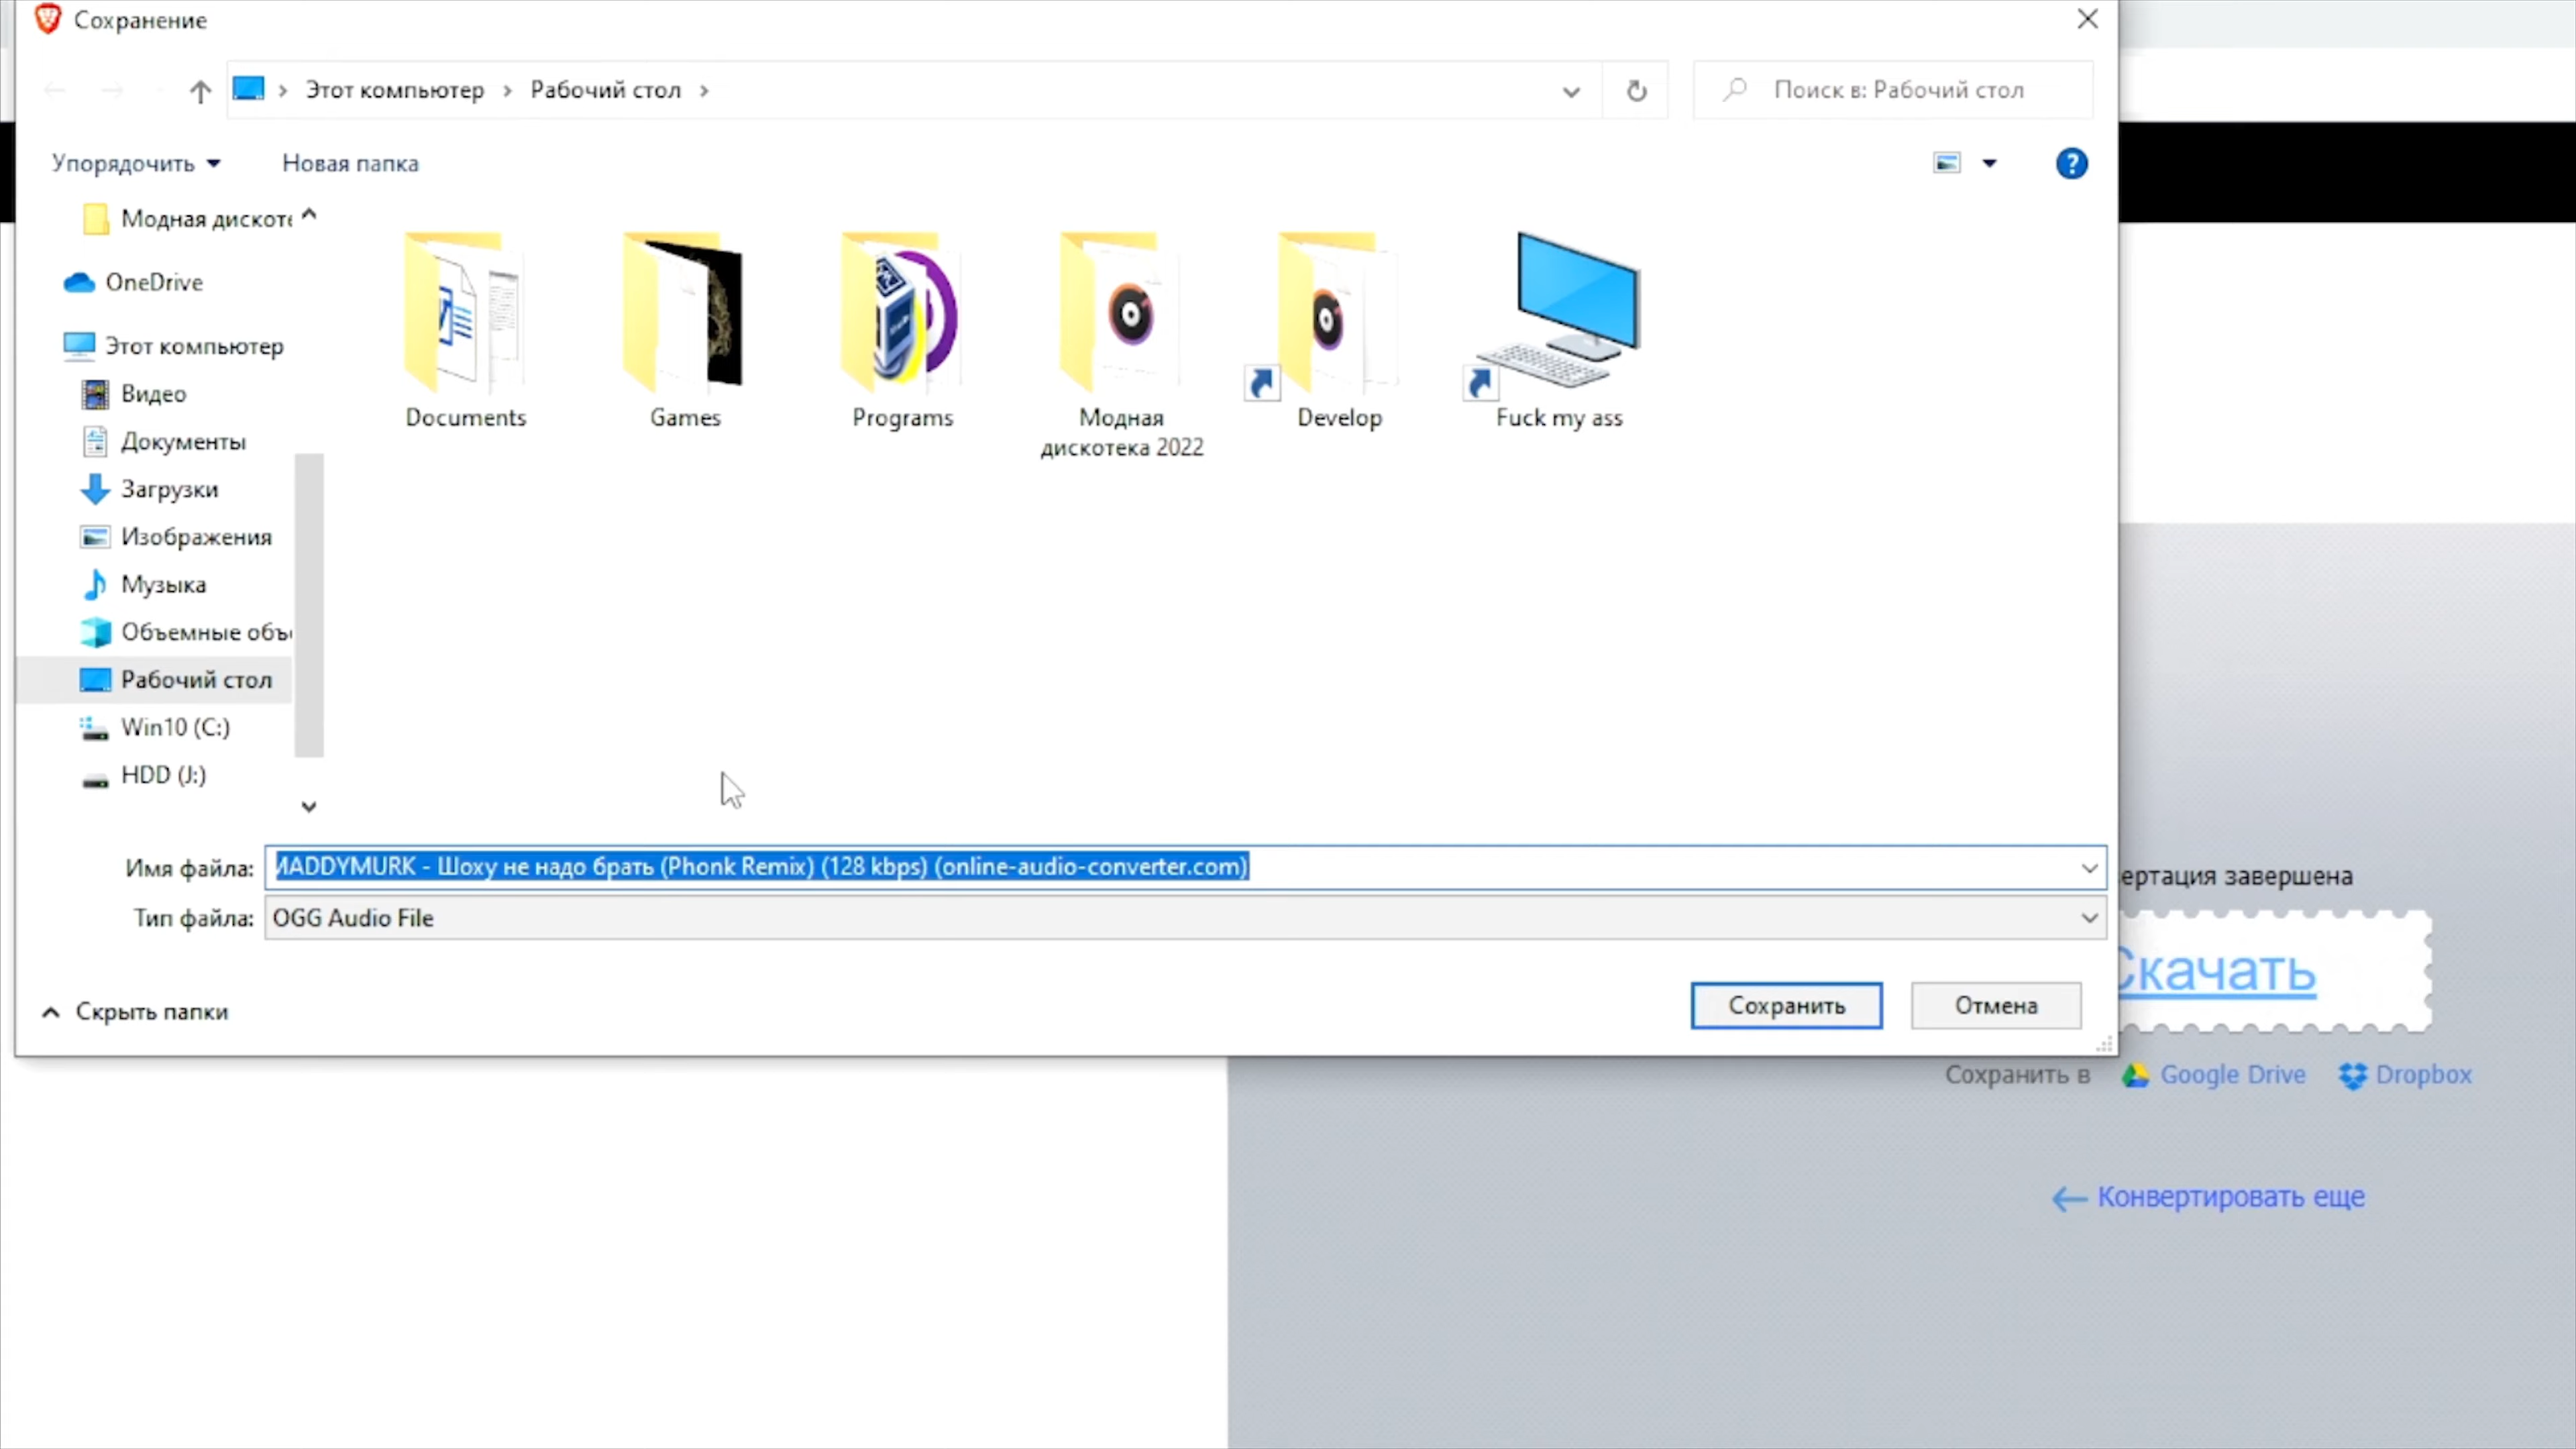 Сохранение
Этот компьютер
Рабочий стол
Поиск в: Рабочий стол
Упорядочить
Новая папка
Модная дискоте
OneDrive
Этот компьютер
Видео
Документы
Загрузки
Изображения
Музыка
Объемные объ
Рабочий стол
Win10 (C:)
HDD (J:)
Documents
Games
Programs
Модная
дискотека 2022
Develop
Fuck my ass
Имя файла:
MADDYMURK - Шоху не надо брать (Phonk Remix) (128 kbps) (online-audio-converter.com)
Тип файла:
OGG Audio File
Скрыть папки
Сохранить
Отмена
ертация завершена
Скачать
Сохранить в
Google Drive
Dropbox
Конвертировать еще